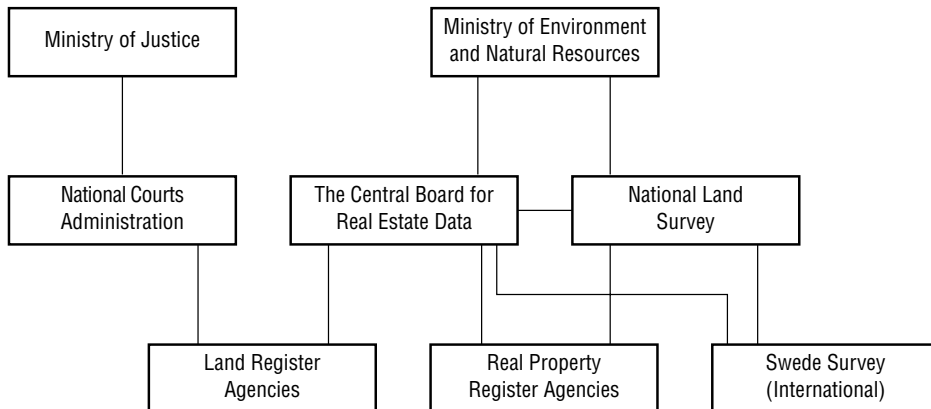 Ministry of Justice
Ministry of Environment
and Natural Resources
National Courts
Administration
The Central Board for
Real Estate Data
National Land
Survey
Land Register
Agencies
Real Property
Register Agencies
Swede Survey
(International)